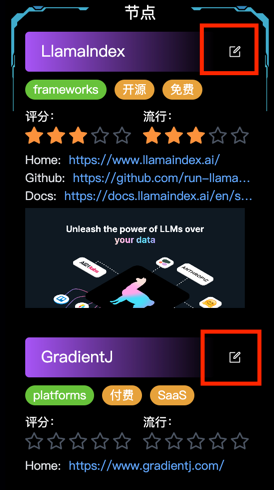 节点
LlamaIndex
frameworks 开源 免费
评分: 流行:
Home: https://www.llamaindex.ai/
Github: https://github.com/run-llama...
Docs: https://docs.llamaindex.ai/en/s...
Unleash the power of LLMs over
your data
ANTHROPIC
GradientJ
platforms 付费 SaaS
评分: 流行:
Home: https://www.gradientj.com/